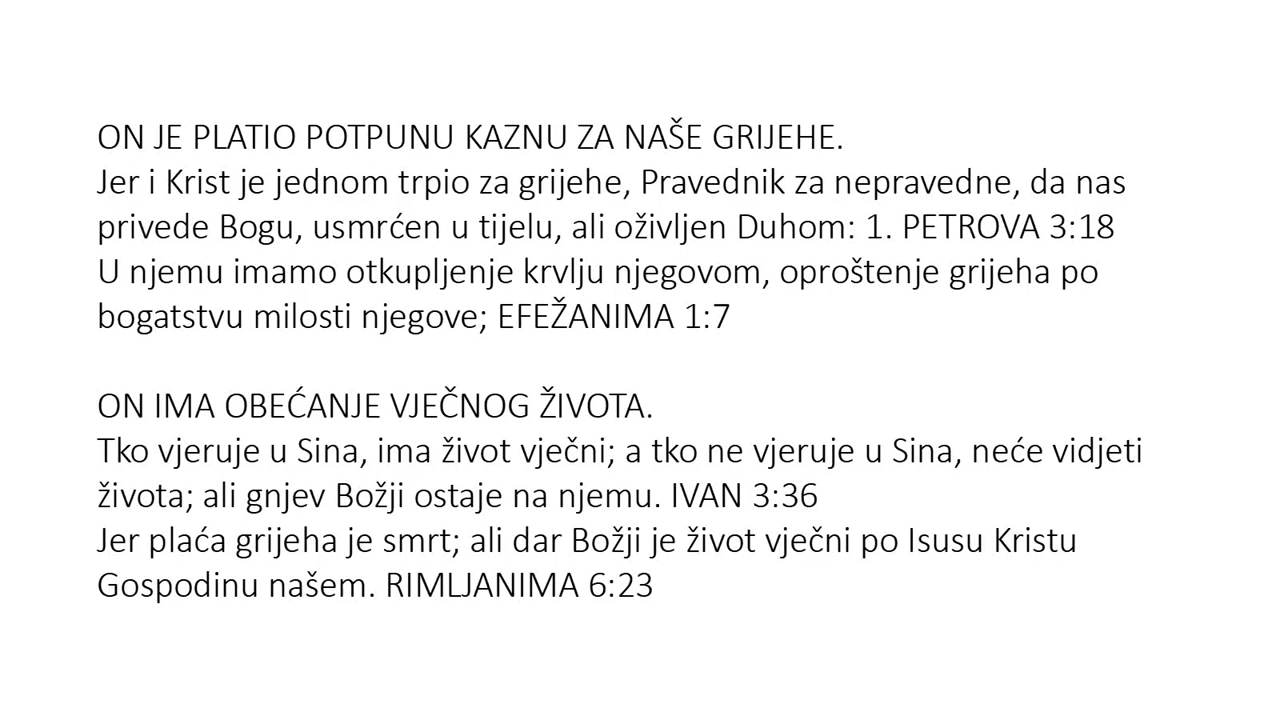 ON JE PLATIO POTPUNU KAZNU ZA NAŠE GRIJEHE.
Jer i Krist je jednom trpio za grijehe, Pravednik za nepravedne, da nas
privede Bogu, usmrćen u tijelu, ali oživljen Duhom: 1. PETROVA 3:18
U njemu imamo otkupljenje krvlju njegovom, oproštenje grijeha po
bogatstvu milosti njegove; EFEŽANIMA 1:7
ON IMA OBEĆANJE VJEČNOG ŽIVOTA.
Tko vjeruje u Sina, ima život vječni; a tko ne vjeruje u Sina, neće vidjeti
života; ali gnjev Božji ostaje na njemu. IVAN 3:36
Jer plaća grijeha je smrt; ali dar Božji je život vječni po Isusu Kristu
Gospodinu našem. RIMLJANIMA 6:23